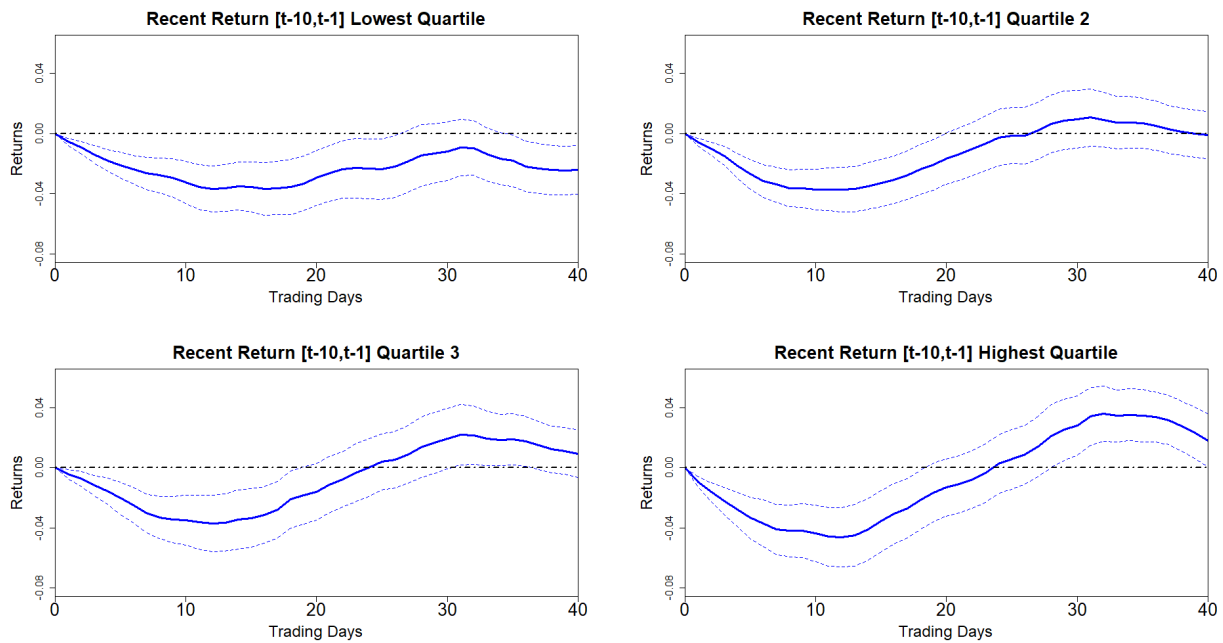 Recent Return [t-10,t-1] Lowest Quartile
Returns
0.04
0.00
-0.04
-0.08
0 10 20 30 40
Trading Days
Recent Return [t-10,t-1] Quartile 2
Returns
0.04
0.00
-0.04
-0.08
0 10 20 30 40
Trading Days
Recent Return [t-10,t-1] Quartile 3
Returns
0.04
0.00
-0.04
-0.08
0 10 20 30 40
Trading Days
Recent Return [t-10,t-1] Highest Quartile
Returns
0.04
0.00
-0.04
-0.08
0 10 20 30 40
Trading Days